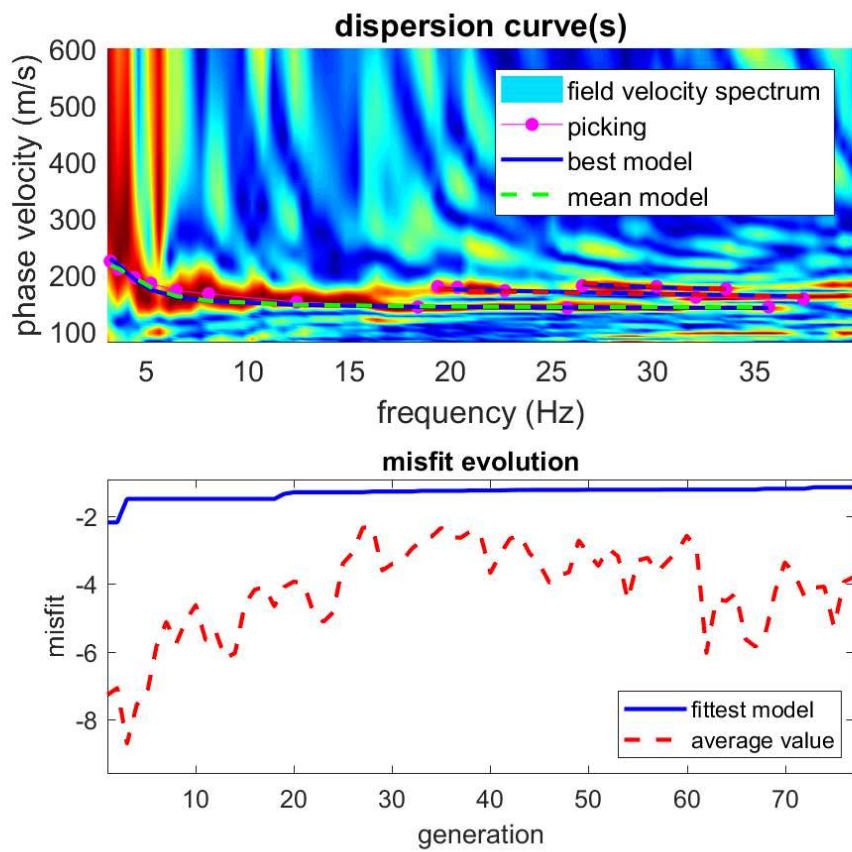 dispersion curve(s)
600
500
400
300
200
100
phase velocity (m/s)
field velocity spectrum
picking
best model
mean model
5 10 15 20 25 30 35
frequency (Hz)
misfit evolution
-2
-4
-6
-8
misfit
fittest model
average value
10 20 30 40 50 60 70
generation